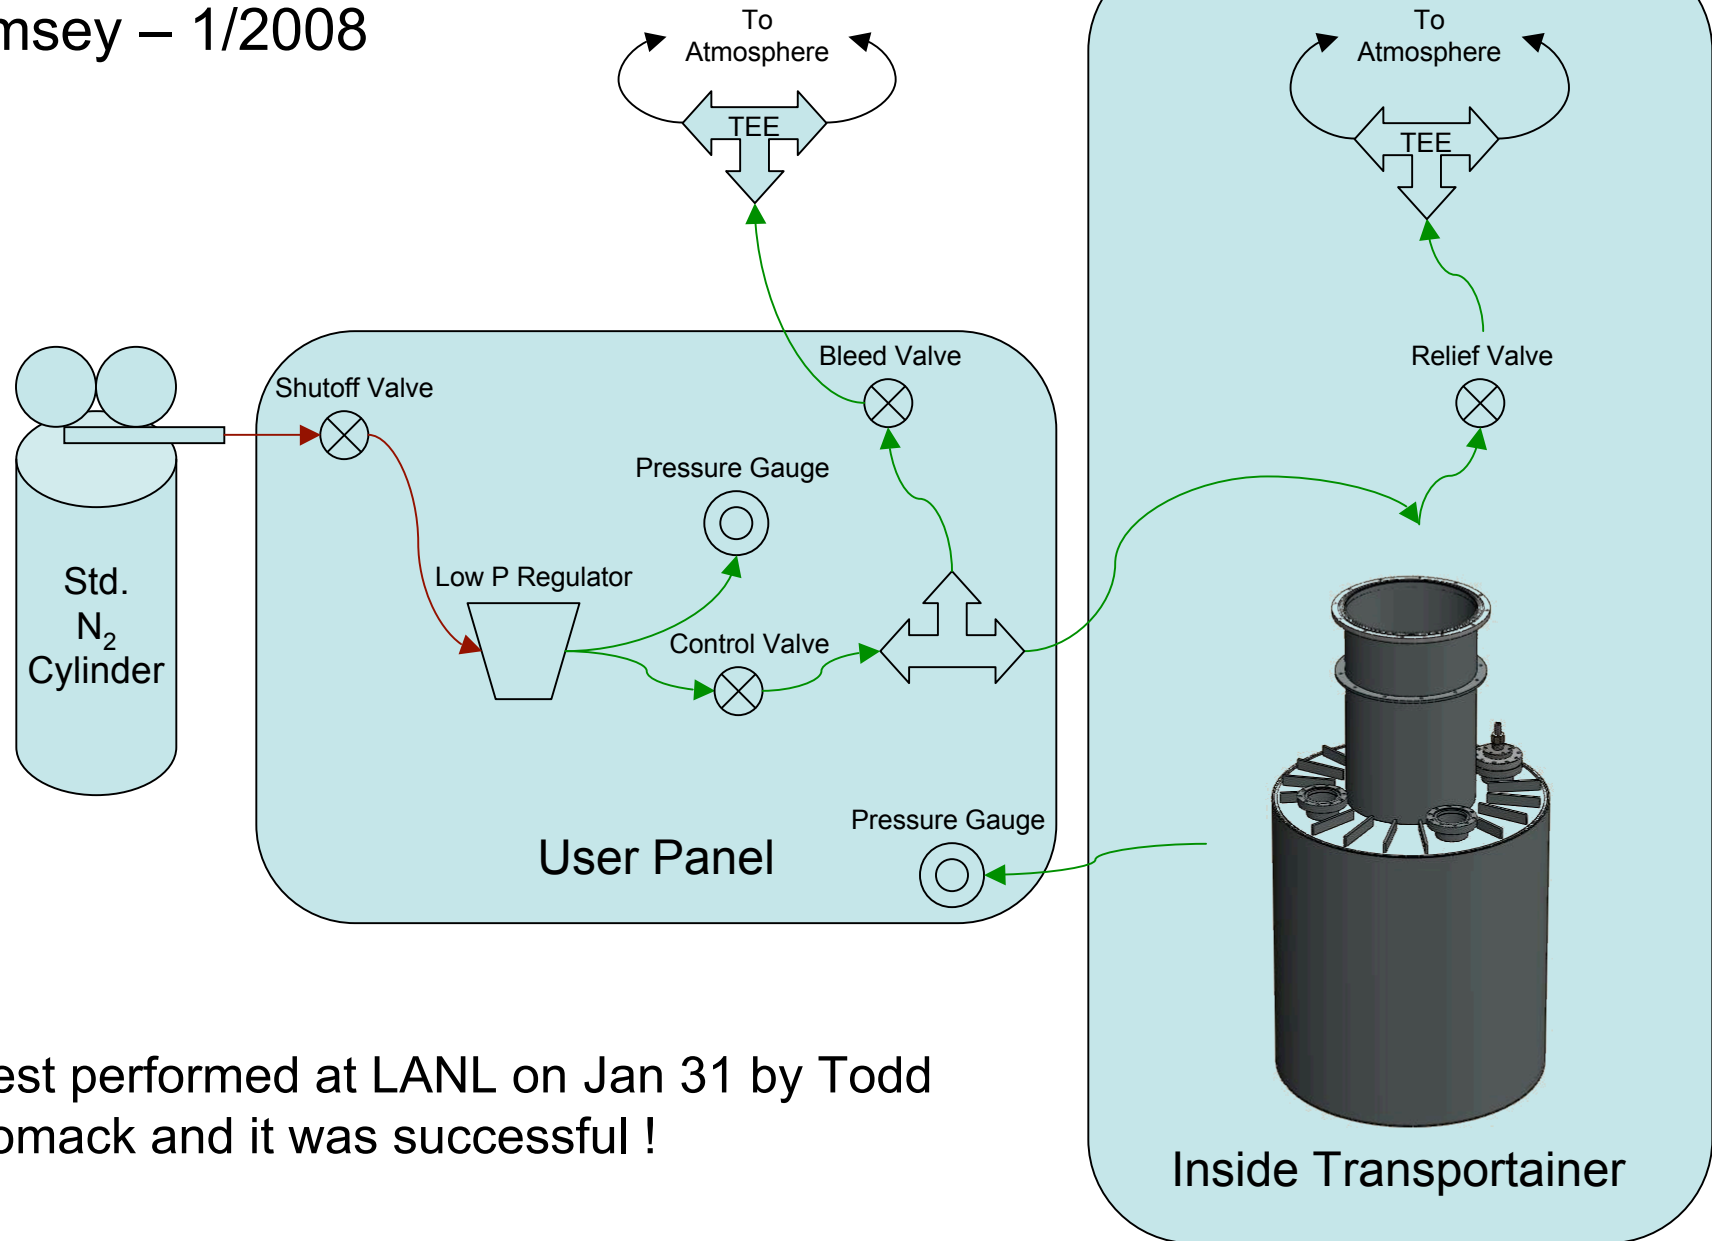 msey – 1/2008
To
Atmosphere
TEE
To
Atmosphere
TEE
Bleed Valve
Relief Valve
Shutoff Valve
Pressure Gauge
Std.
N2
Cylinder
Low P Regulator
Control Valve
Pressure Gauge
User Panel
est performed at LANL on Jan 31 by Todd
omack and it was successful !
Inside Transportainer